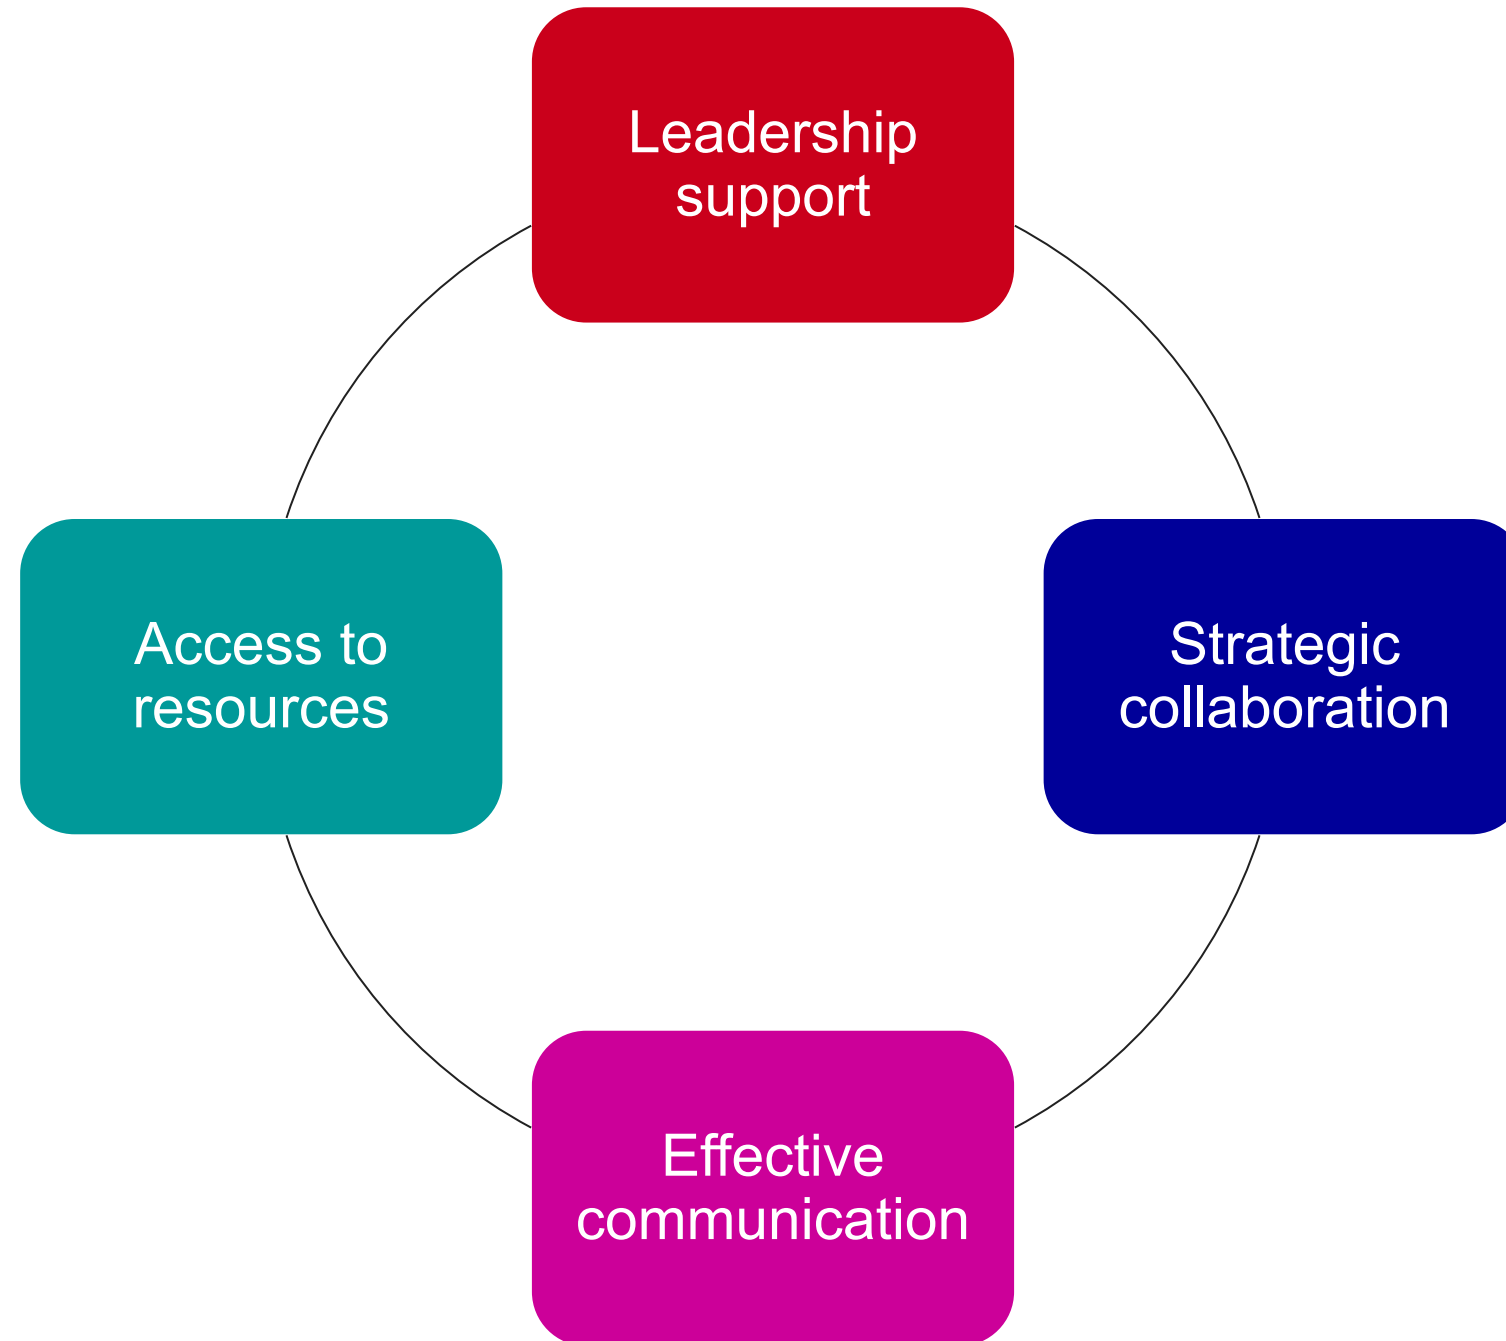 Leadership
support
Access to
resources
Strategic
collaboration
Effective
communication